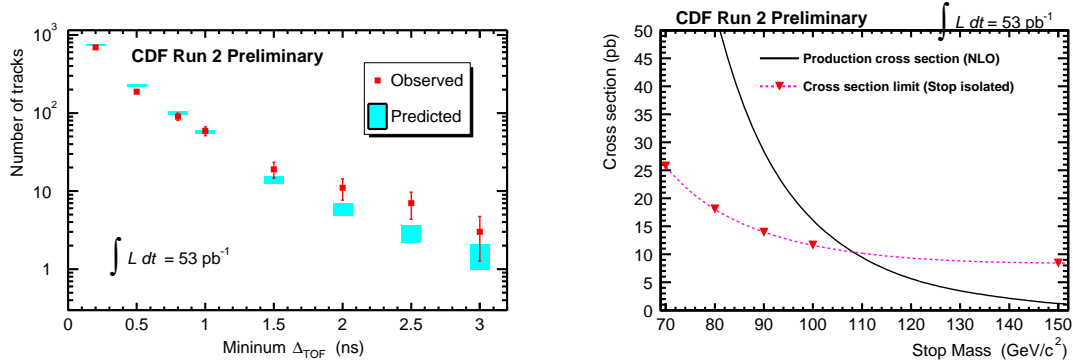 CDF Run 2 Preliminary
Number of tracks
10³
10²
10
1
Observed
Predicted
∫ L dt = 53 pb⁻¹
0 0.5 1 1.5 2 2.5 3
Mininum Δ_TOF (ns)
CDF Run 2 Preliminary ∫ L dt = 53 pb⁻¹
Cross section (pb)
50
45
40
35
30
25
20
15
10
5
0
Production cross section (NLO)
Cross section limit (Stop isolated)
70 80 90 100 110 120 130 140 150
Stop Mass (GeV/c²)